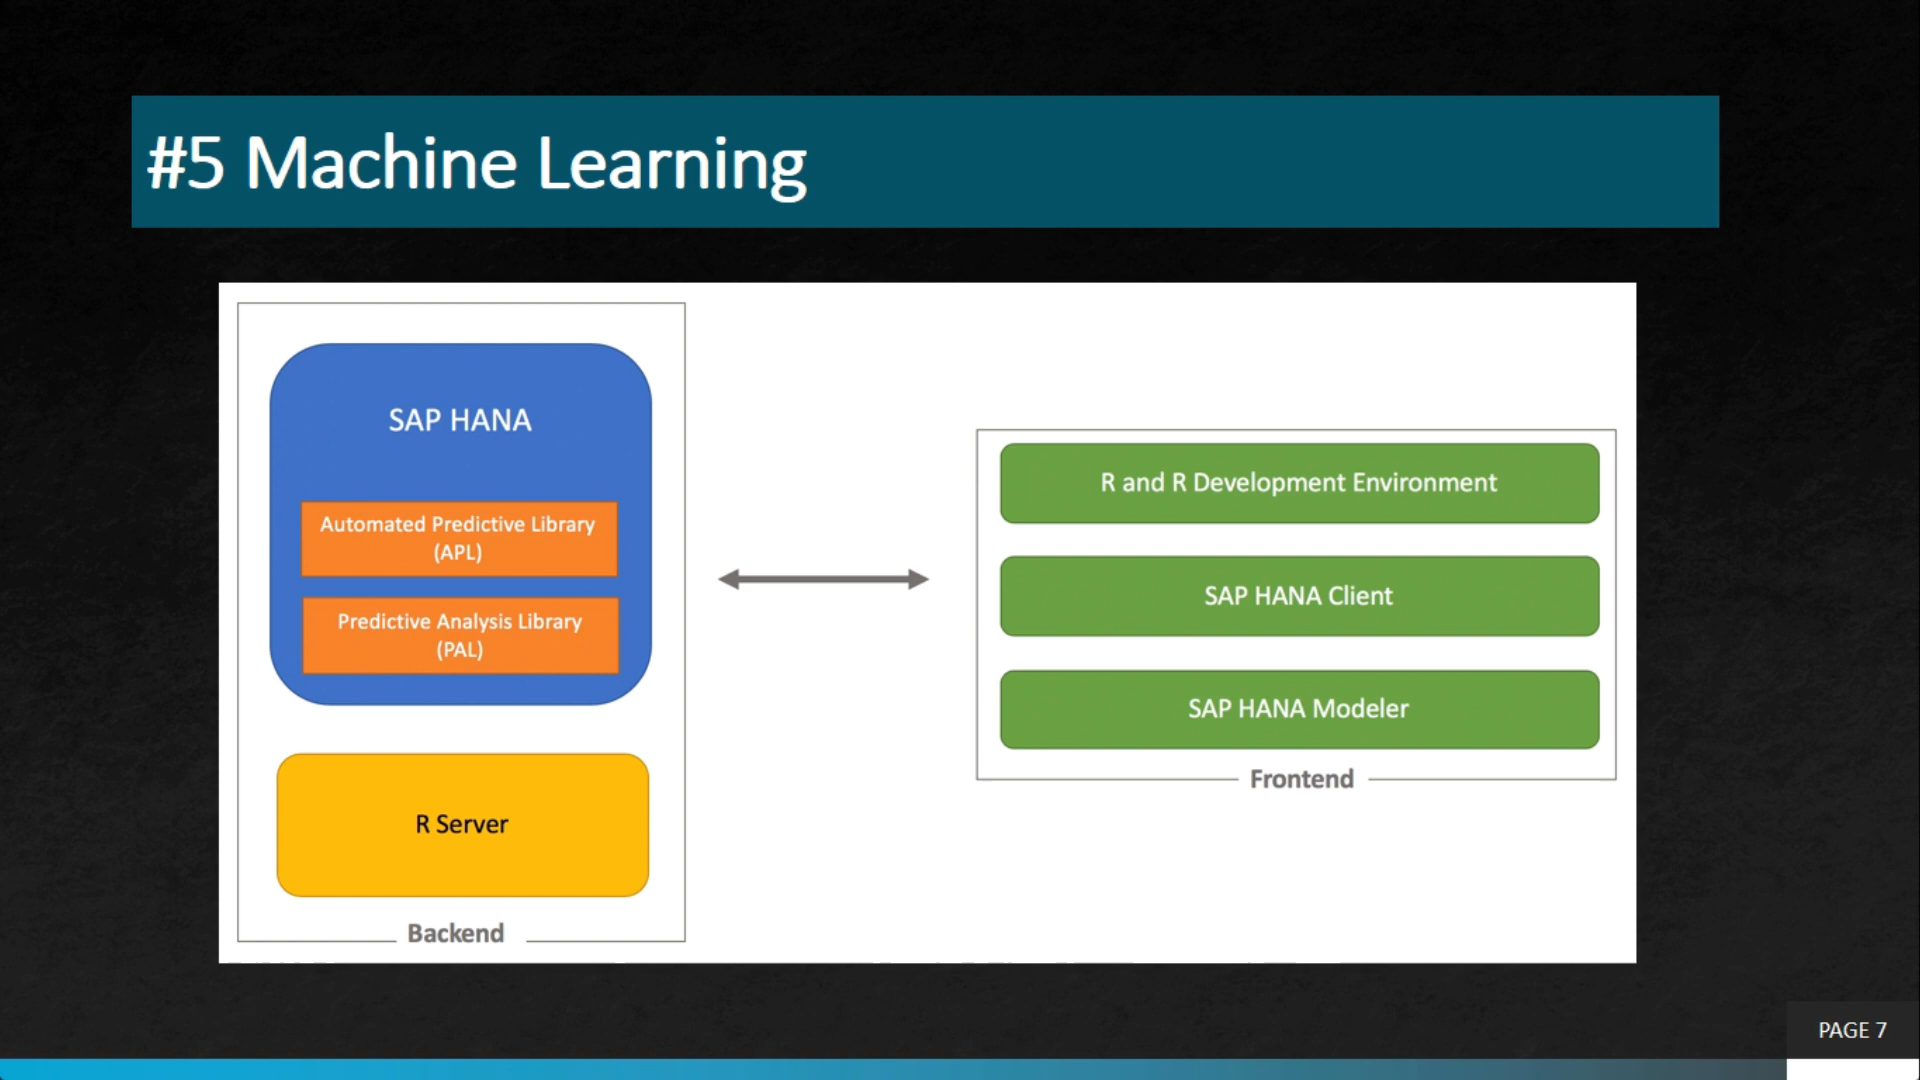 #5 Machine Learning
SAP HANA
Automated Predictive Library
(APL)
Predictive Analysis Library
(PAL)
R Server
Backend
R and R Development Environment
SAP HANA Client
SAP HANA Modeler
Frontend
PAGE 7